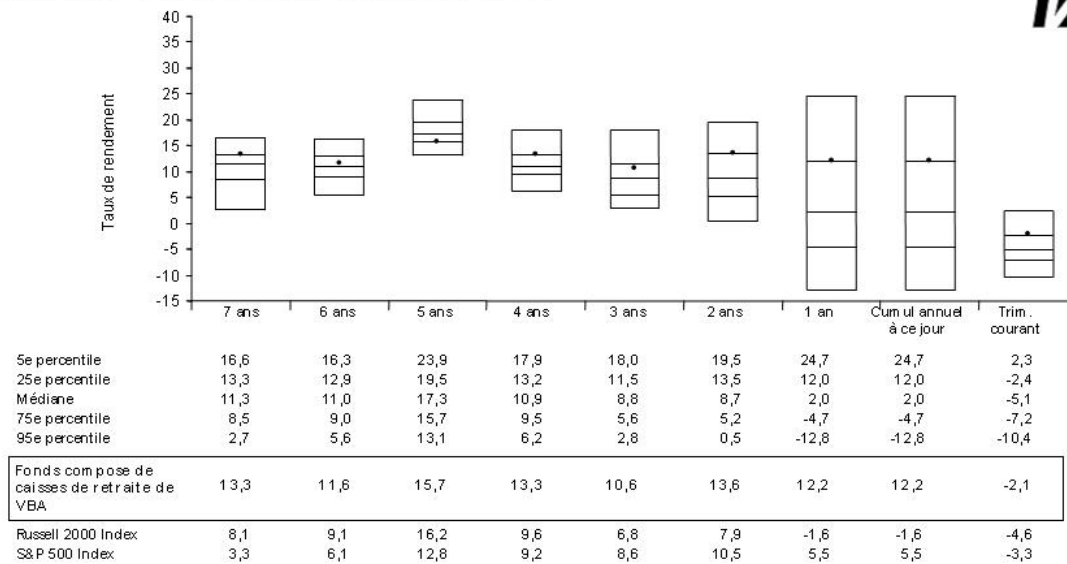 40
35
30
25
20
15
10
5
0
-5
-10
-15
Taux de rendement
7 ans 6 ans 5 ans 4 ans 3 ans 2 ans 1 an Cumul annuel à ce jour Trim. courant
5e percentile 16,6 16,3 23,9 17,9 18,0 19,5 24,7 24,7 2,3
25e percentile 13,3 12,9 19,5 13,2 11,5 13,5 12,0 12,0 -2,4
Médiane 11,3 11,0 17,3 10,9 8,8 8,7 2,0 2,0 -5,1
75e percentile 8,5 9,0 15,7 9,5 5,6 5,2 -4,7 -4,7 -7,2
95e percentile 2,7 5,6 13,1 6,2 2,8 0,5 -12,8 -12,8 -10,4
Fonds compose de
caisses de retraite de
VBA
13,3 11,6 15,7 13,3 10,6 13,6 12,2 12,2 -2,1
Russell 2000 Index 8,1 9,1 16,2 9,6 6,8 7,9 -1,6 -1,6 -4,6
S&P 500 Index 3,3 6,1 12,8 9,2 8,6 10,5 5,5 5,5 -3,3